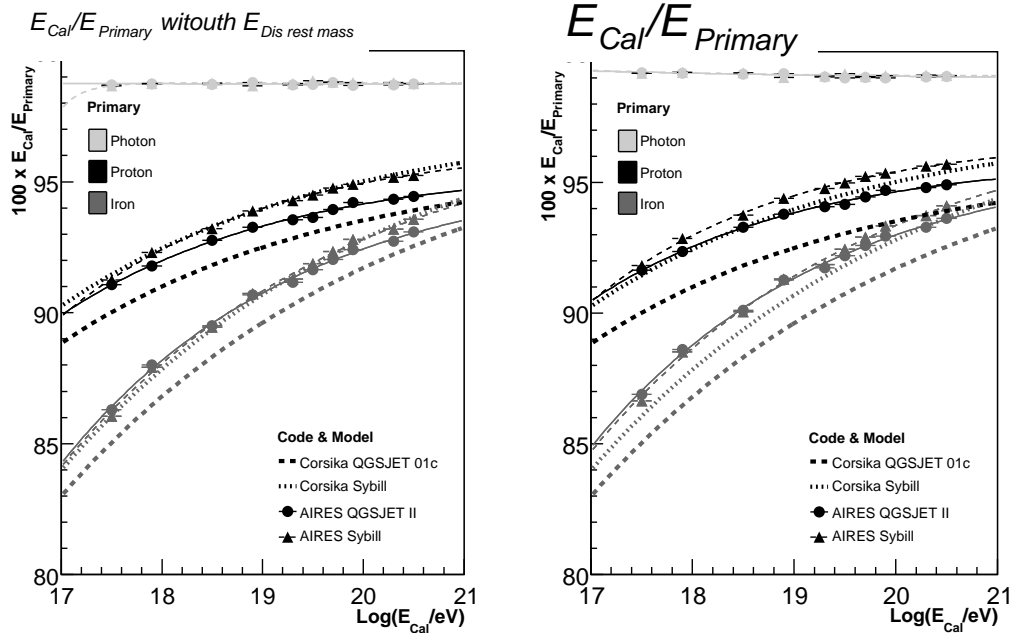 E_Cal/E_Primary witouth E_Dis rest mass
100 x E_Cal/E_Primary
Primary
Photon
Proton
Iron
95
90
85
80
Code & Model
Corsika QGSJET 01c
Corsika Sybill
AIRES QGSJET II
AIRES Sybill
17 18 19 20 21
Log(E_Cal/eV)
E_Cal/E_Primary
100 x E_Cal/E_Primary
Primary
Photon
Proton
Iron
95
90
85
80
Code & Model
Corsika QGSJET 01c
Corsika Sybill
AIRES QGSJET II
AIRES Sybill
17 18 19 20 21
Log(E_Cal/eV)